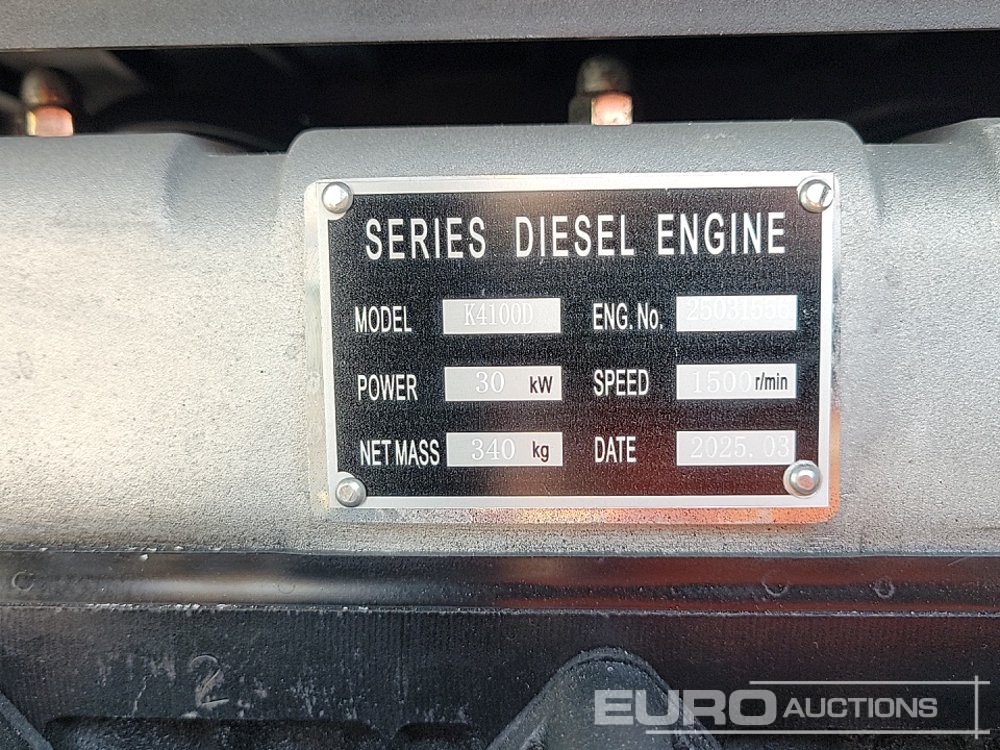 SERIES DIESEL ENGINE
MODEL K4100D ENG. No.
POWER 30 kW SPEED 1500 r/min
NET MASS 340 kg DATE 2025.03
2
EURO AUCTIONS